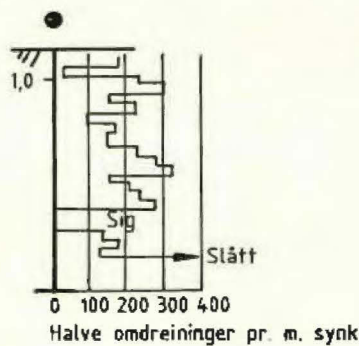 1,0
Sig
Slått
0 100 200 300 400
Halve omdreininger pr. m. synk